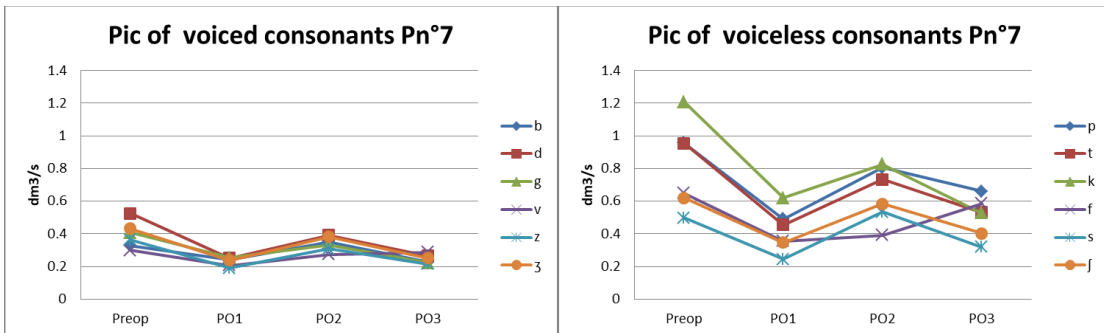 Pic of voiced consonants Pn°7
1.4
1.2
1
0.8
0.6
0.4
0.2
0
dm3/s
Preop PO1 PO2 PO3
b
d
g
v
z
ʒ
Pic of voiceless consonants Pn°7
1.4
1.2
1
0.8
0.6
0.4
0.2
0
dm3/s
Preop PO1 PO2 PO3
p
t
k
f
s
ʃ